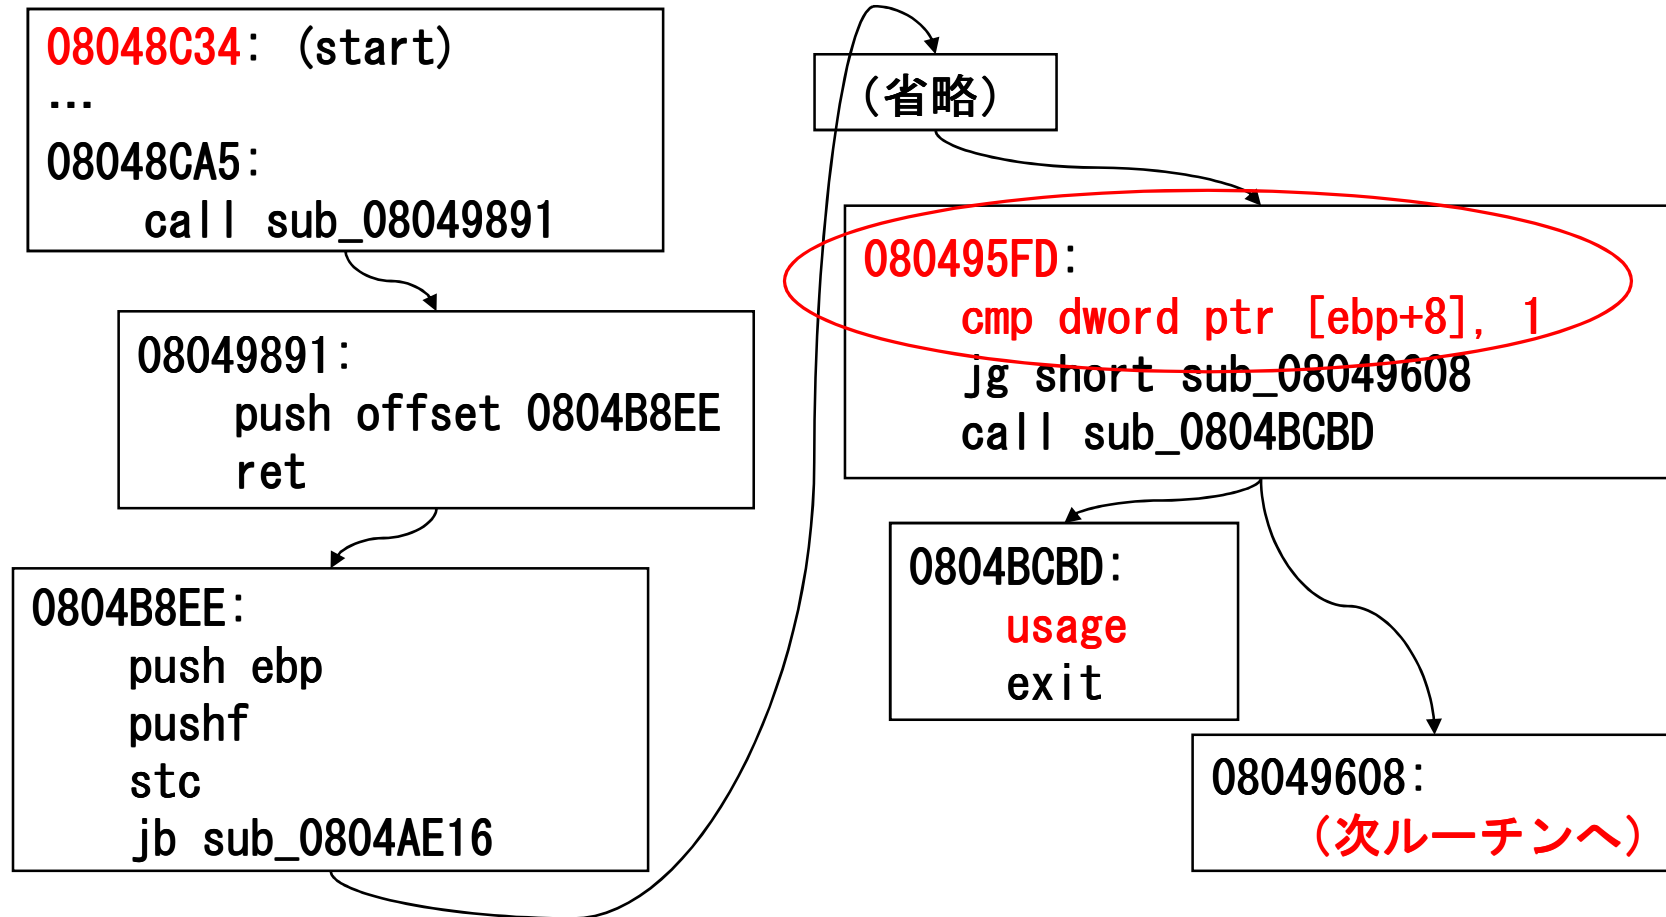 08048C34: (start)
...
08048CA5:
call sub_08049891
08049891:
push offset 0804B8EE
ret
0804B8EE:
push ebp
pushf
stc
jb sub_0804AE16
(省略)
080495FD:
cmp dword ptr [ebp+8], 1
jg short sub_08049608
call sub_0804BCBD
0804BCBD:
usage
exit
08049608:
(次ルーチンへ)